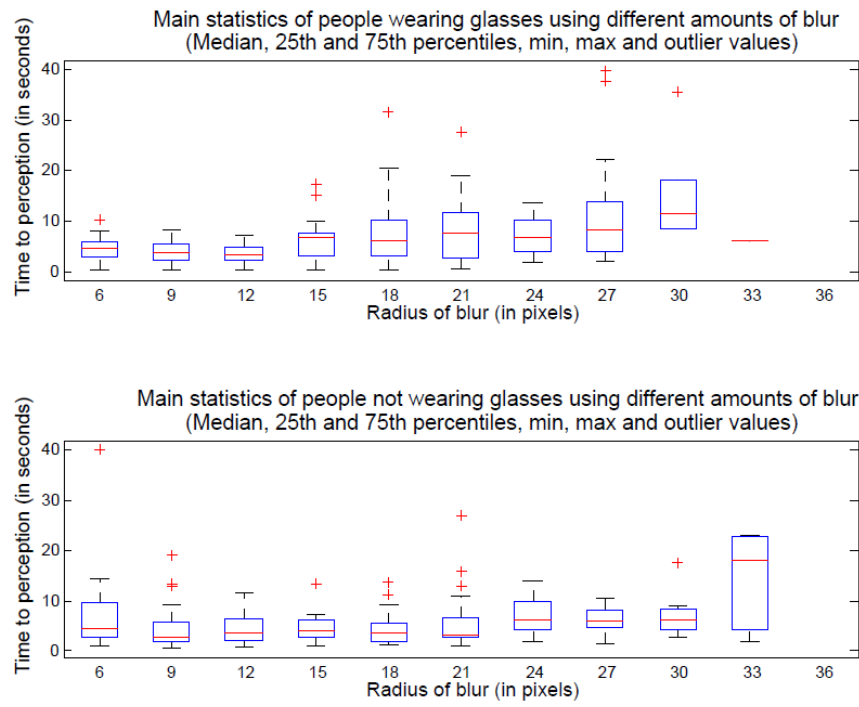 Main statistics of people wearing glasses using different amounts of blur
(Median, 25th and 75th percentiles, min, max and outlier values)
Time to perception (in seconds)
40
30
20
10
0
6 9 12 15 18 21 24 27 30 33 36
Radius of blur (in pixels)
Main statistics of people not wearing glasses using different amounts of blur
(Median, 25th and 75th percentiles, min, max and outlier values)
Time to perception (in seconds)
40
30
20
10
0
6 9 12 15 18 21 24 27 30 33 36
Radius of blur (in pixels)